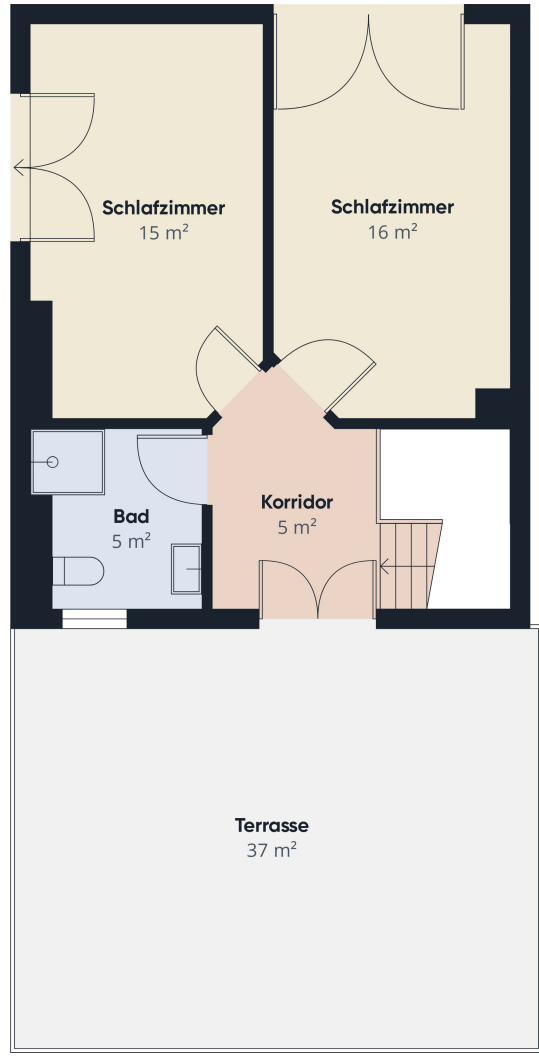 Schlafzimmer
15 m²
Schlafzimmer
16 m²
Bad
5 m²
Korridor
5 m²
Terrasse
37 m²